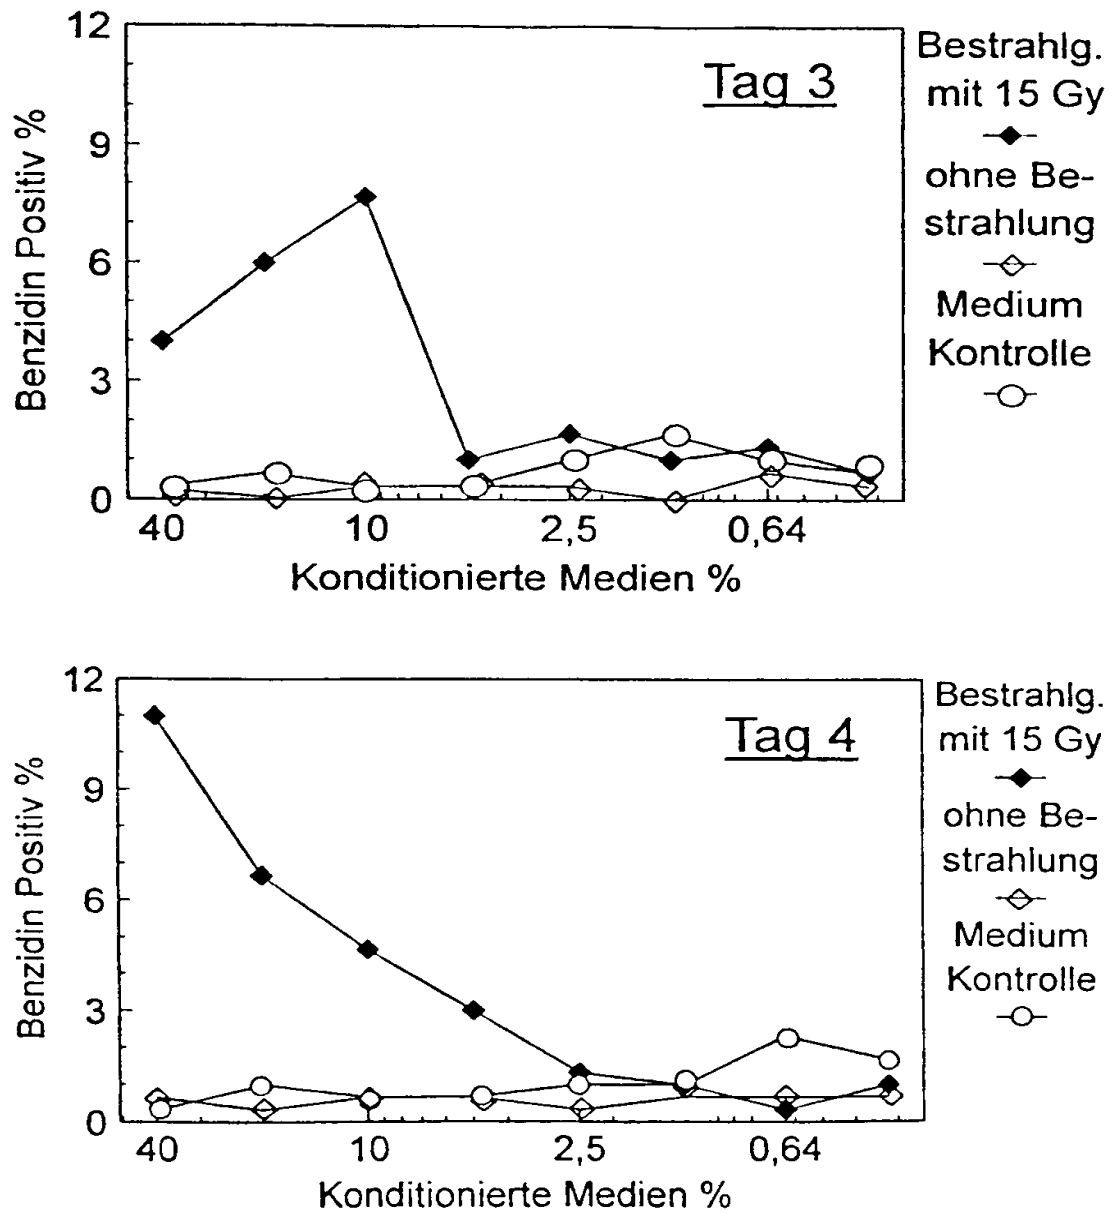 12
9
6
3
0
Benzidin Positiv %
Tag 3
40
10
2,5
0,64
Konditionierte Medien %
Bestrahlg.
mit 15 Gy
ohne Be-
strahlung
Medium
Kontrolle
12
9
6
3
0
Benzidin Positiv %
Tag 4
40
10
2,5
0,64
Konditionierte Medien %
Bestrahlg.
mit 15 Gy
ohne Be-
strahlung
Medium
Kontrolle